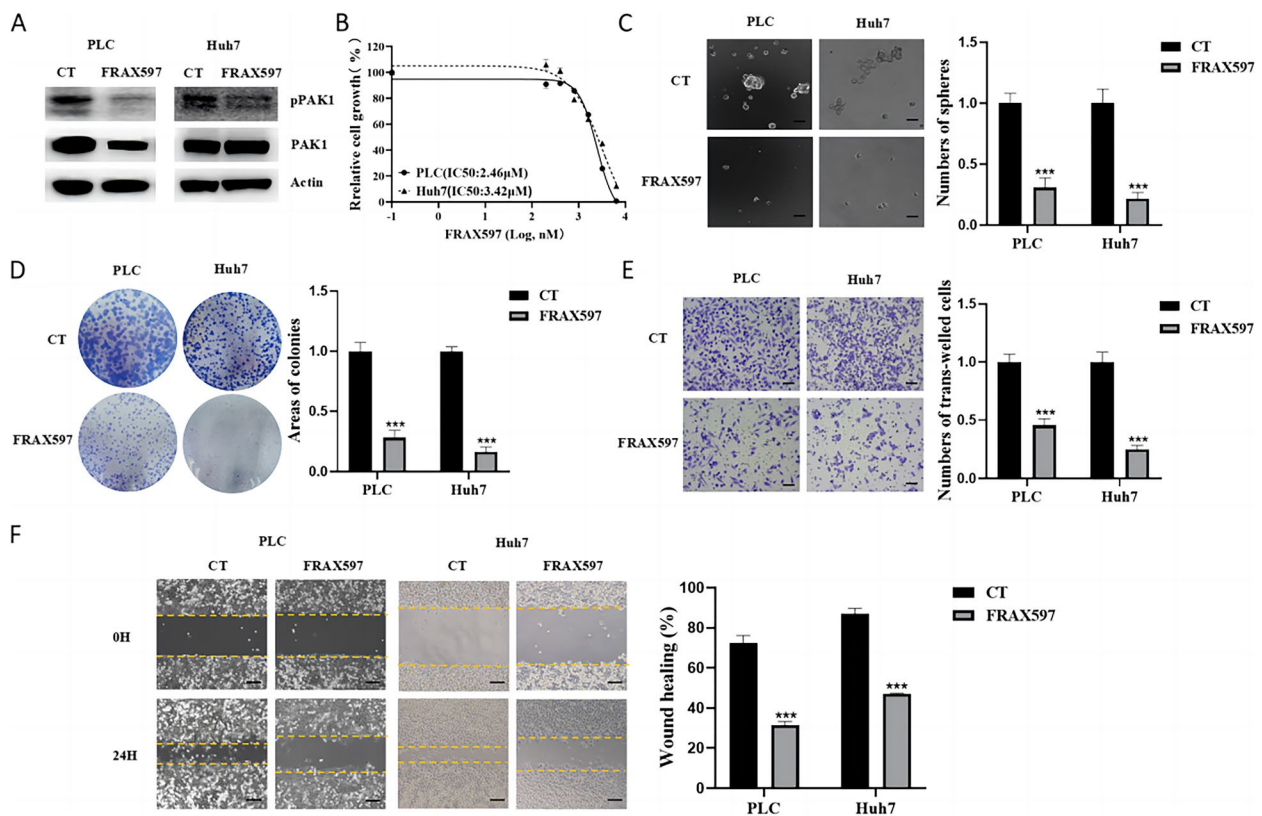 A
PLC
Huh7
CT FRAX597 CT FRAX597
pPAK1
PAK1
Actin
B
Rrelative cell growth ( % )
120
100
80
60
40
20
0
PLC(IC50:2.46μM)
Huh7(IC50:3.42μM)
-1 0 1 2 3 4
FRAX597 (Log, nM)
C
PLC
Huh7
CT
FRAX597
Numbers of spheres
1.5
1.0
0.5
0.0
CT
FRAX597
***
***
PLC
Huh7
D
PLC
Huh7
CT
FRAX597
Areas of colonies
1.5
1.0
0.5
0.0
CT
FRAX597
***
***
PLC
Huh7
E
PLC
Huh7
CT
FRAX597
Numbers of trans-welled cells
1.5
1.0
0.5
0.0
CT
FRAX597
***
***
PLC
Huh7
F
PLC
Huh7
CT FRAX597 CT FRAX597
0H
24H
Wound healing (%)
100
80
60
40
20
0
CT
FRAX597
***
***
PLC
Huh7